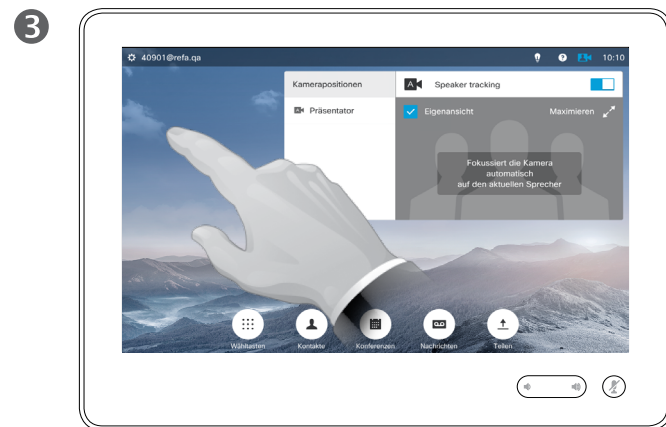 3
40901@refa.qa
?
10:10
Kamerapositionen
A
Speaker tracking
A
Präsentator
Eigenansicht
Maximieren
Fokussiert die Kamera
automatisch
auf den aktuellen Sprecher
Wähltasten
Kontakte
Konferenzen
Nachrichten
Teilen